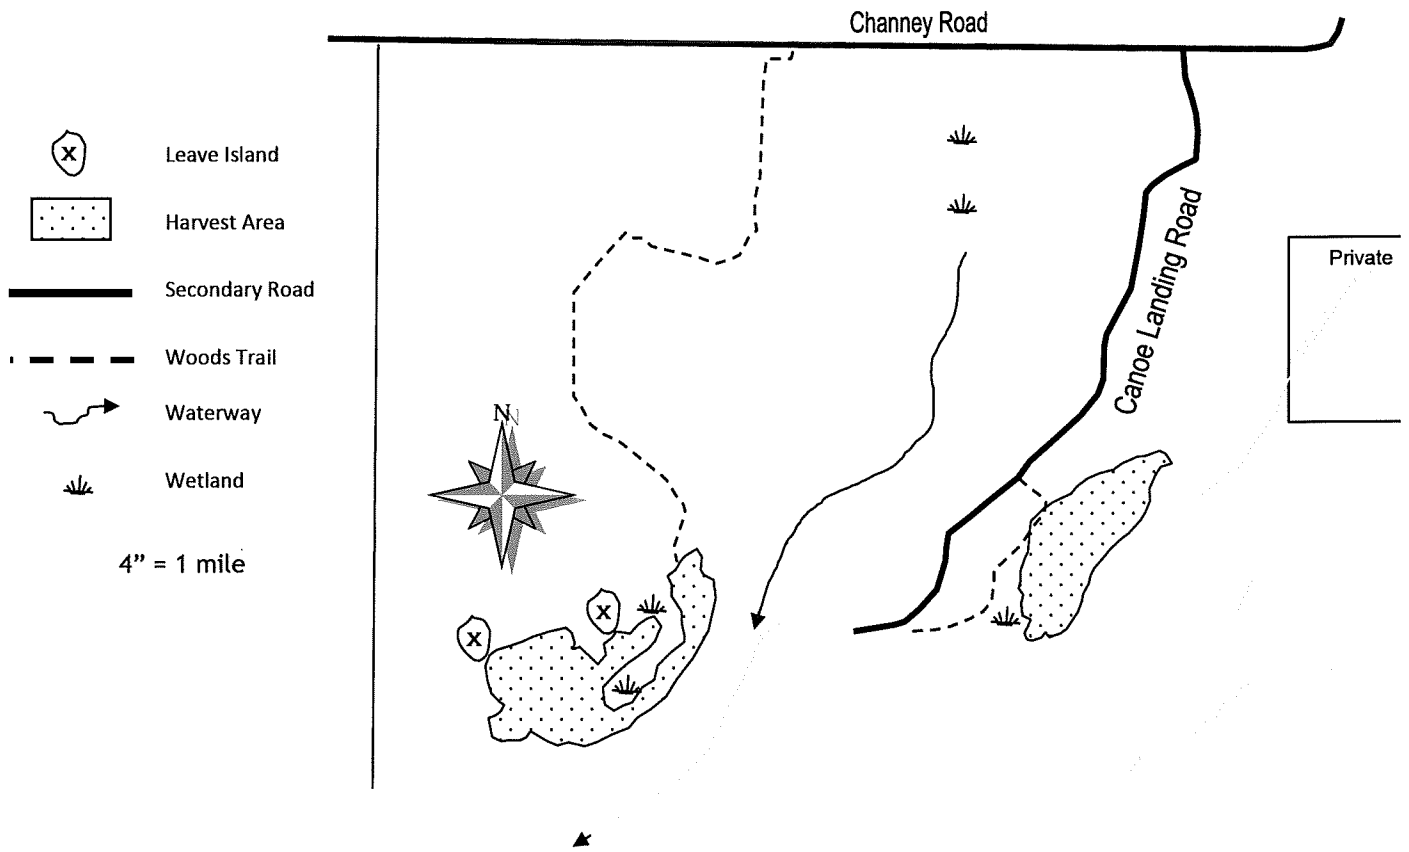 Channey Road
Leave Island
Harvest Area
Secondary Road
Woods Trail
Waterway
Wetland
4” = 1 mile
N
Canoe Landing Road
Private
X
X
X